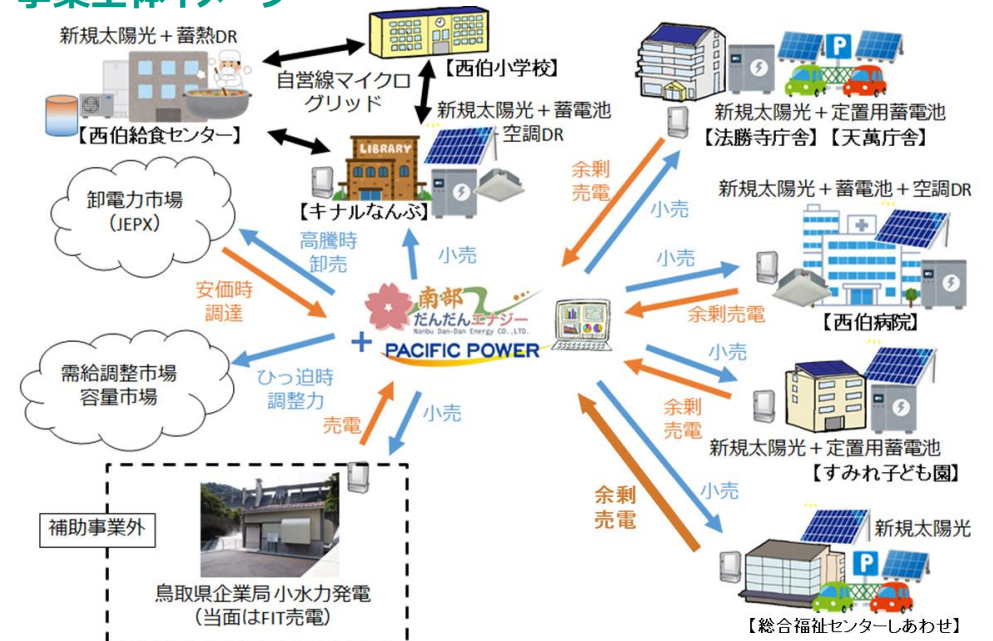 事業全体イメージ
新規太陽光＋蓄熱DR
【西伯給食センター】
【西伯小学校】
自営線マイクロ
グリッド
新規太陽光＋蓄電池
空調DR
LIBRARY
【キナルなんぶ】
P
新規太陽光＋定置用蓄電池
【法勝寺庁舎】【天萬庁舎】
卸電力市場
(JEPX)
高騰時
卸売
小売
余剰
売電
小売
安価時
調達
新規太陽光＋蓄電池＋空調DR
小売
余剰売電
【西伯病院】
南部
だんだんエナジー
Nanbu Dan-Dan Energy CO.,LTD.
+
PACIFIC POWER
需給調整市場
容量市場
ひっ迫時
調整力
売電
小売
小売
余剰
売電
新規太陽光＋定置用蓄電池
【すみれ子ども園】
余剰
売電
小売
新規太陽光
P
【総合福祉センターしあわせ】
補助事業外
鳥取県企業局 小水力発電
（当面はFIT売電）